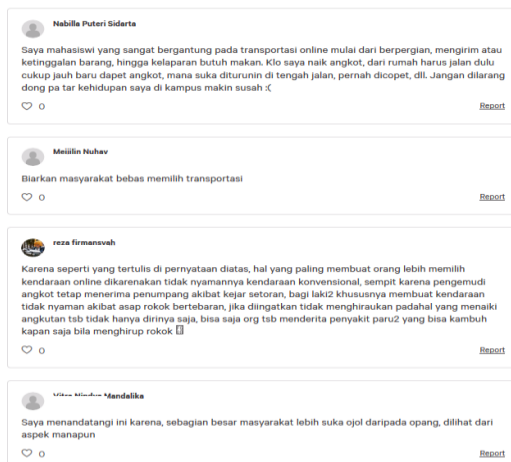 Nabilla Puteri Sidarta
Saya mahasiswi yang sangat bergantung pada transportasi online mulai dari berpergian, mengirim atau
ketinggalan barang, hingga kelaparan butuh makan. Klo saya naik angkot, dari rumah harus jalan dulu
cukup jauh baru dapet angkot, mana suka diturunin di tengah jalan, pernah dicopet, dll. Jangan dilarang
dong pa tar kehidupan saya di kampus makin susah :(
0
Report
Meiiilin Nuhav
Biarkan masyarakat bebas memilih transportasi
0
Report
reza firmansyah
Karena seperti yang tertulis di pernyataan diatas, hal yang paling membuat orang lebih memilih
kendaraan online dikarenakan tidak nyamannya kendaraan konvensional, sempit karena pengemudi
angkot tetap menerima penumpang akibat kejar setoran, bagi laki2 khususnya membuat kendaraan
tidak nyaman akibat asap rokok bertebaran, jika diingatkan tidak menghiraukan padahal yang menaiki
angkutan tsb tidak hanya dirinya saja, bisa saja org tsb menderita penyakit paru2 yang bisa kambuh
kapan saja bila menghirup rokok
0
Report
Mandalika
Saya menandatangi ini karena, sebagian besar masyarakat lebih suka ojol daripada opang, dilihat dari
aspek manapun
0
Report